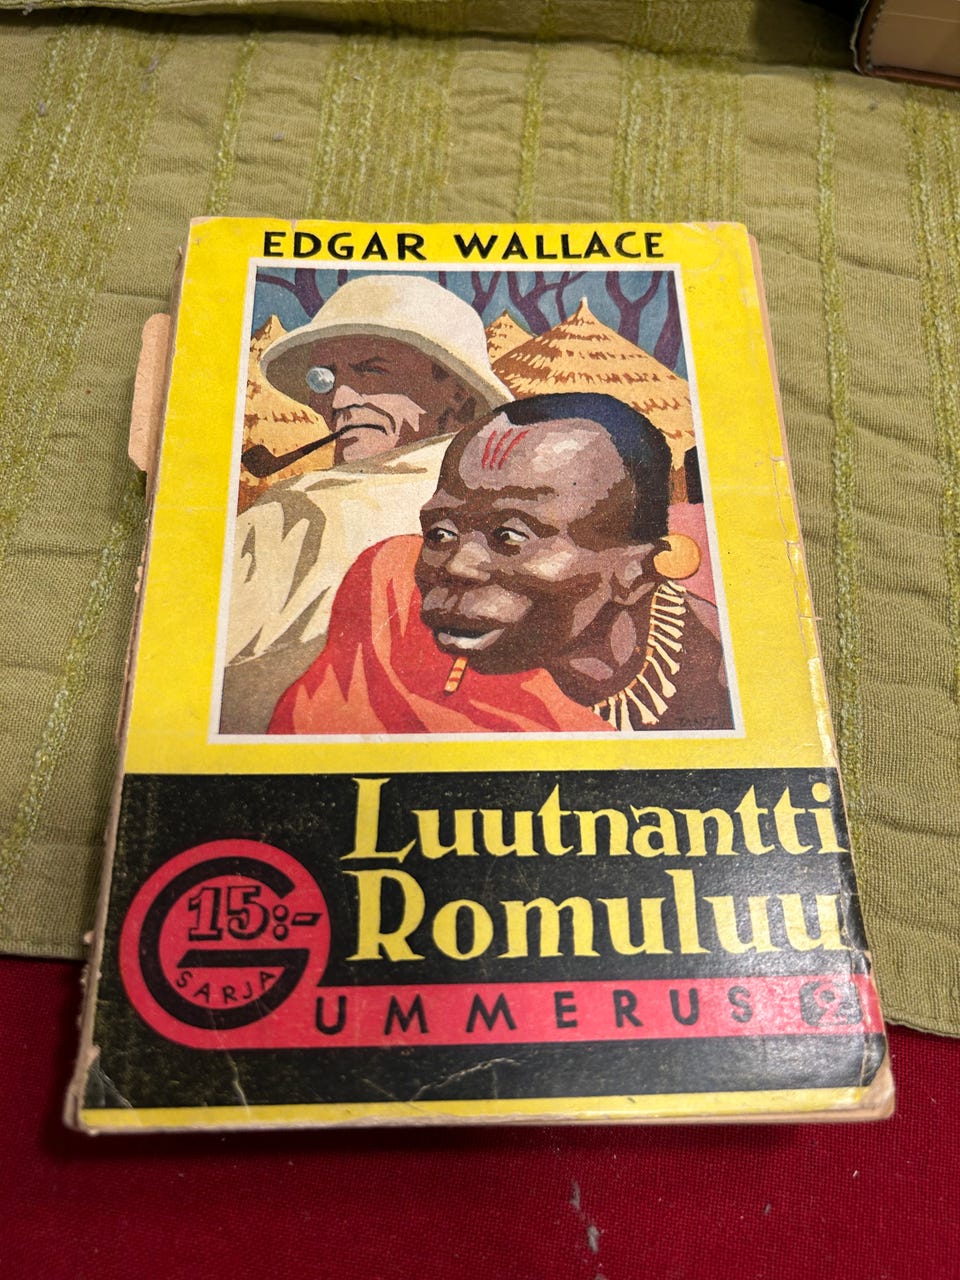 EDGAR WALLACE
Luutnantti
Romuluu
15:-
SARJA
GUMMERUS